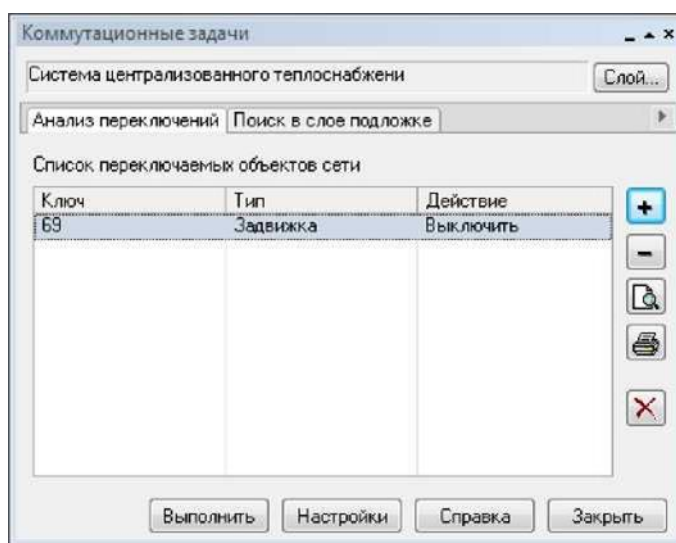 Коммутационные задачи
Система централизованного теплоснабжени
Слой...
Анализ переключений Поиск в слое подложке
Список переключаемых объектов сети
Ключ Тип Действие
69 Задвижка Выключить
Выполнить Настройки Справка Закрыть